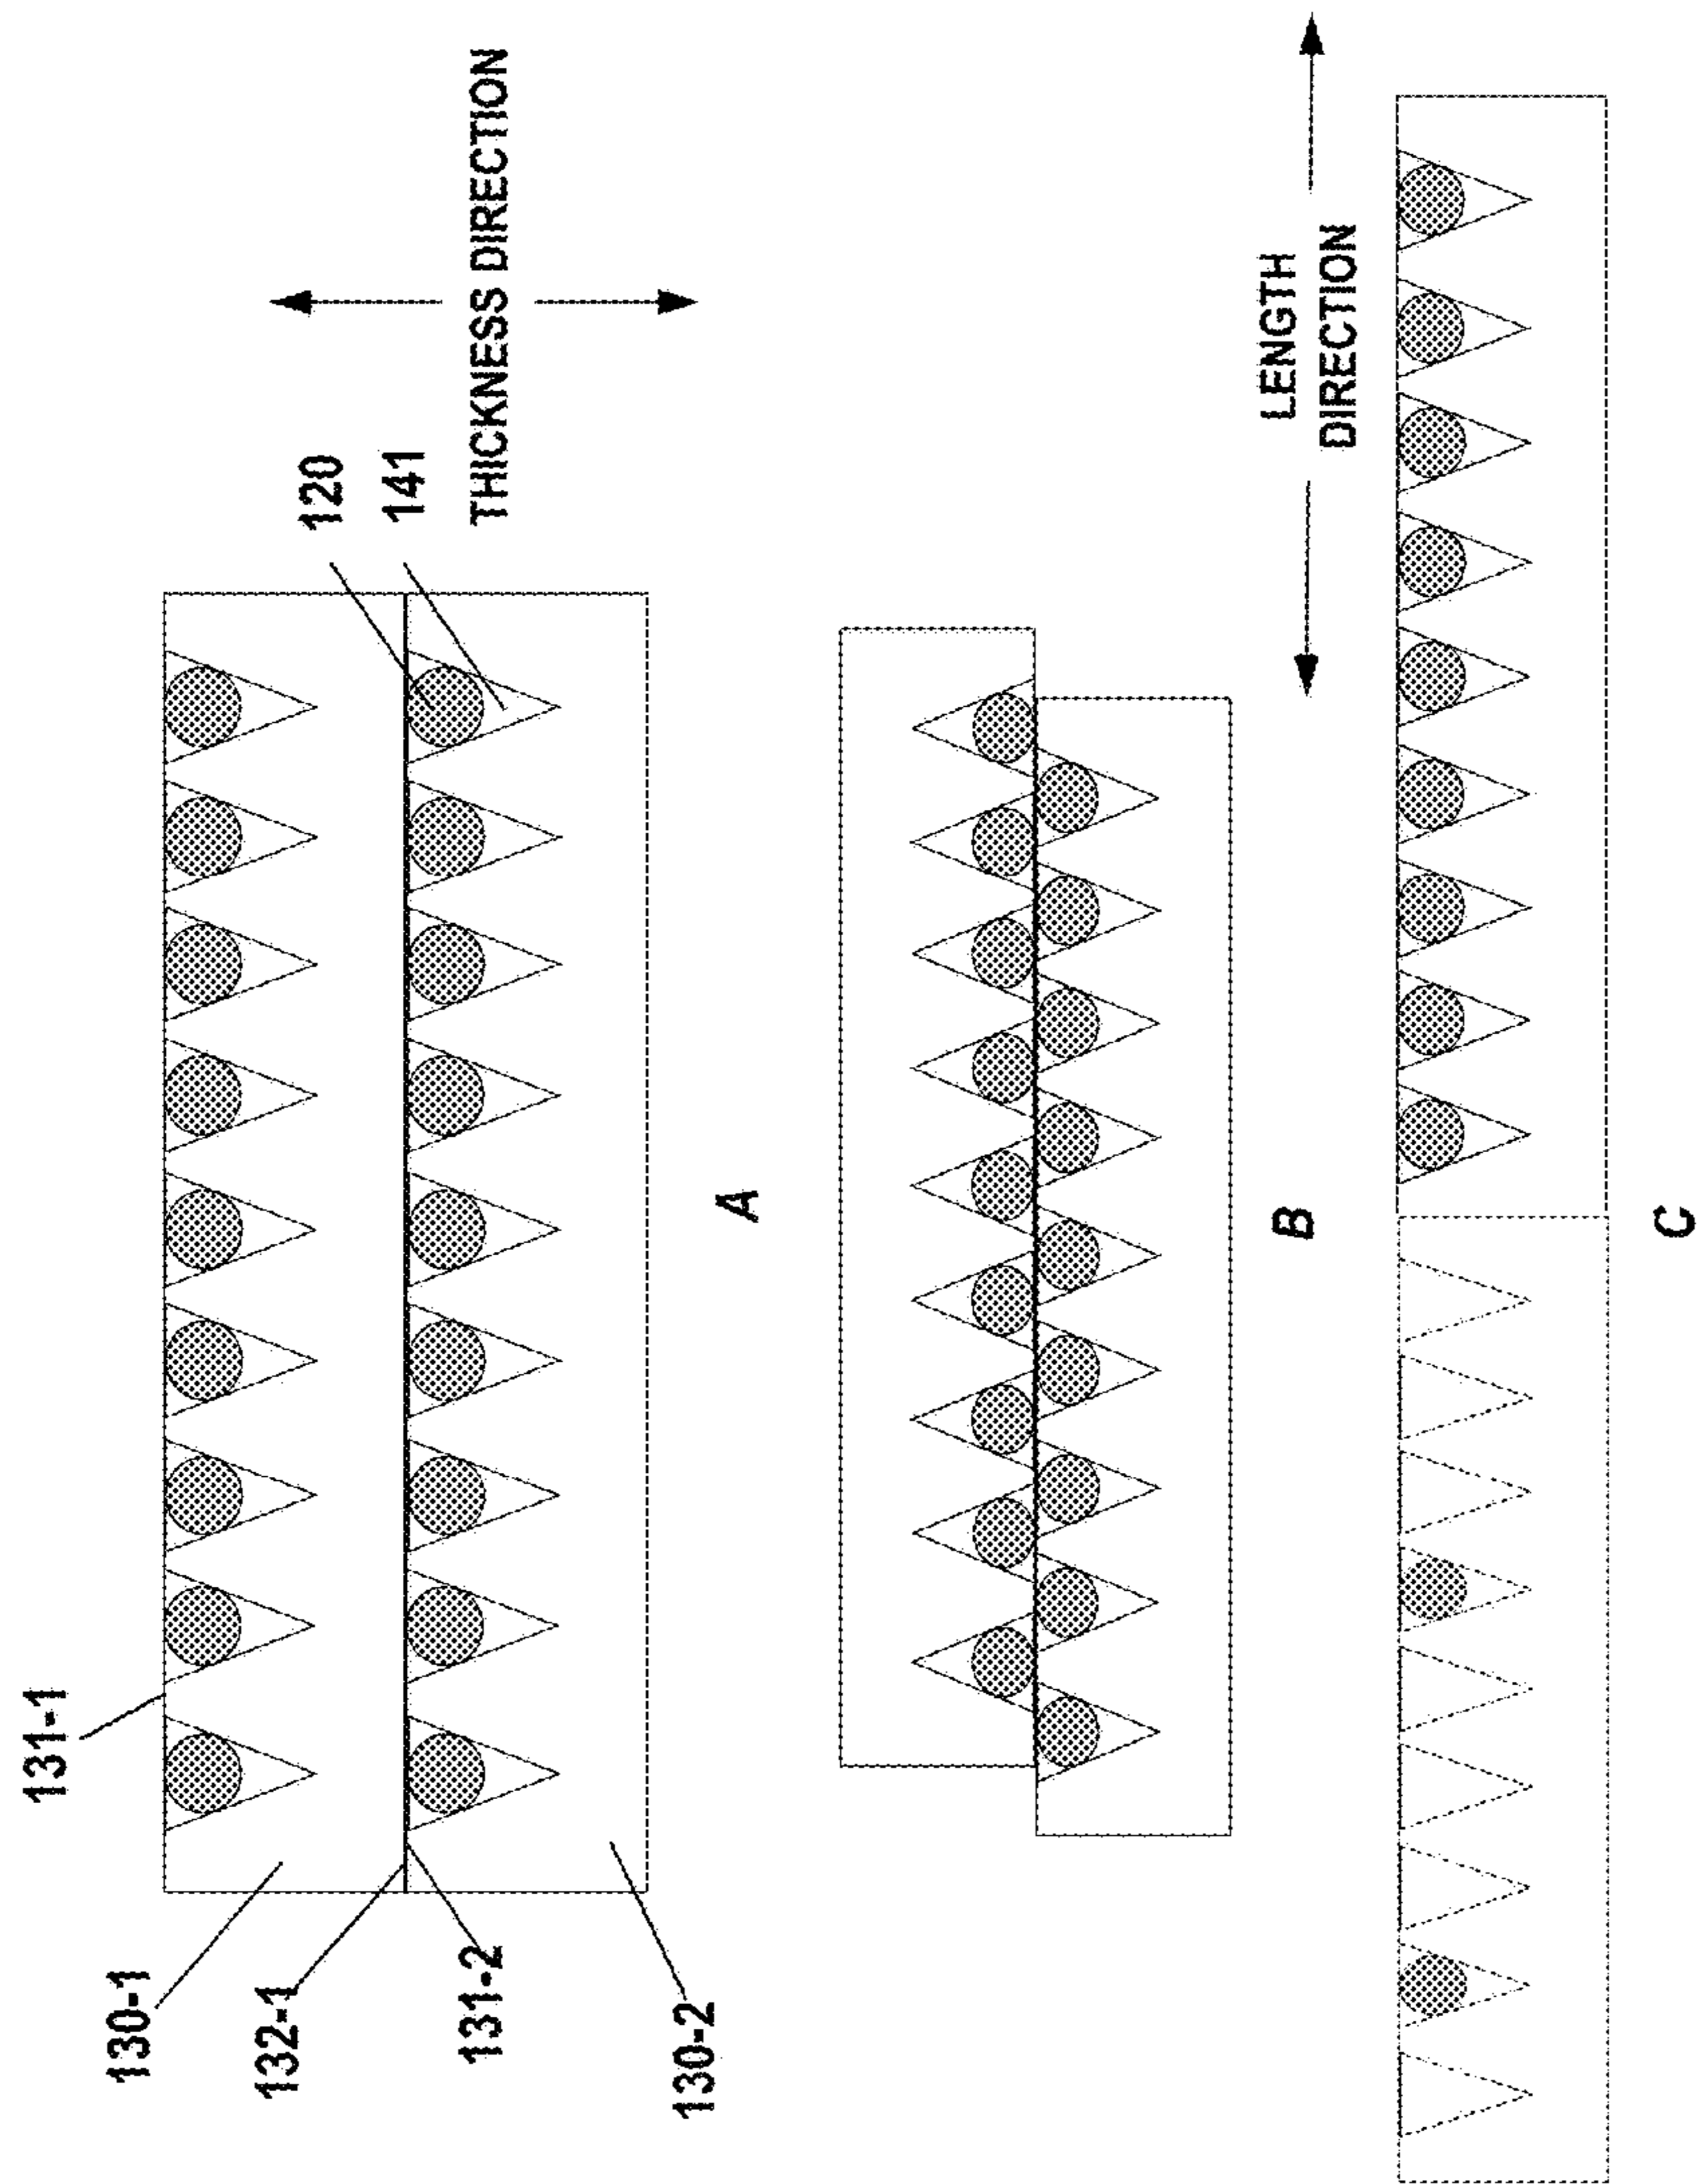 131-1
130-1
132-1
131-2
130-2
120
141
THICKNESS DIRECTION
A
LENGTH
DIRECTION
B
C